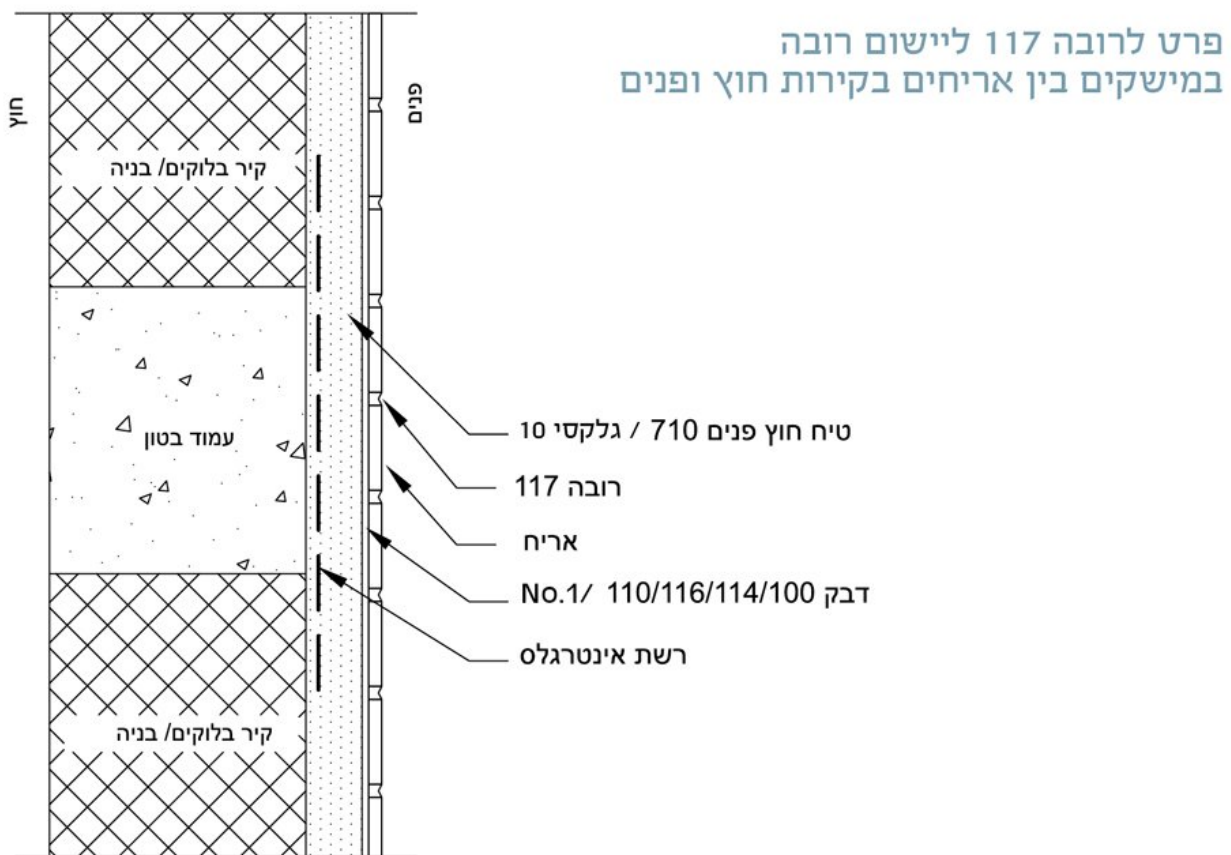 פרט לרובה 117 ליישום רובה
במישקים בין אריחים בקירות חוץ ופנים
חוץ
פנים
קיר בלוקים/ בניה
עמוד בטון
קיר בלוקים/ בניה
טיח חוץ פנים 710 / גלקסי 10
רובה 117
אריח
דבק 110/116/114/100 /No.1
רשת אינטרגלס